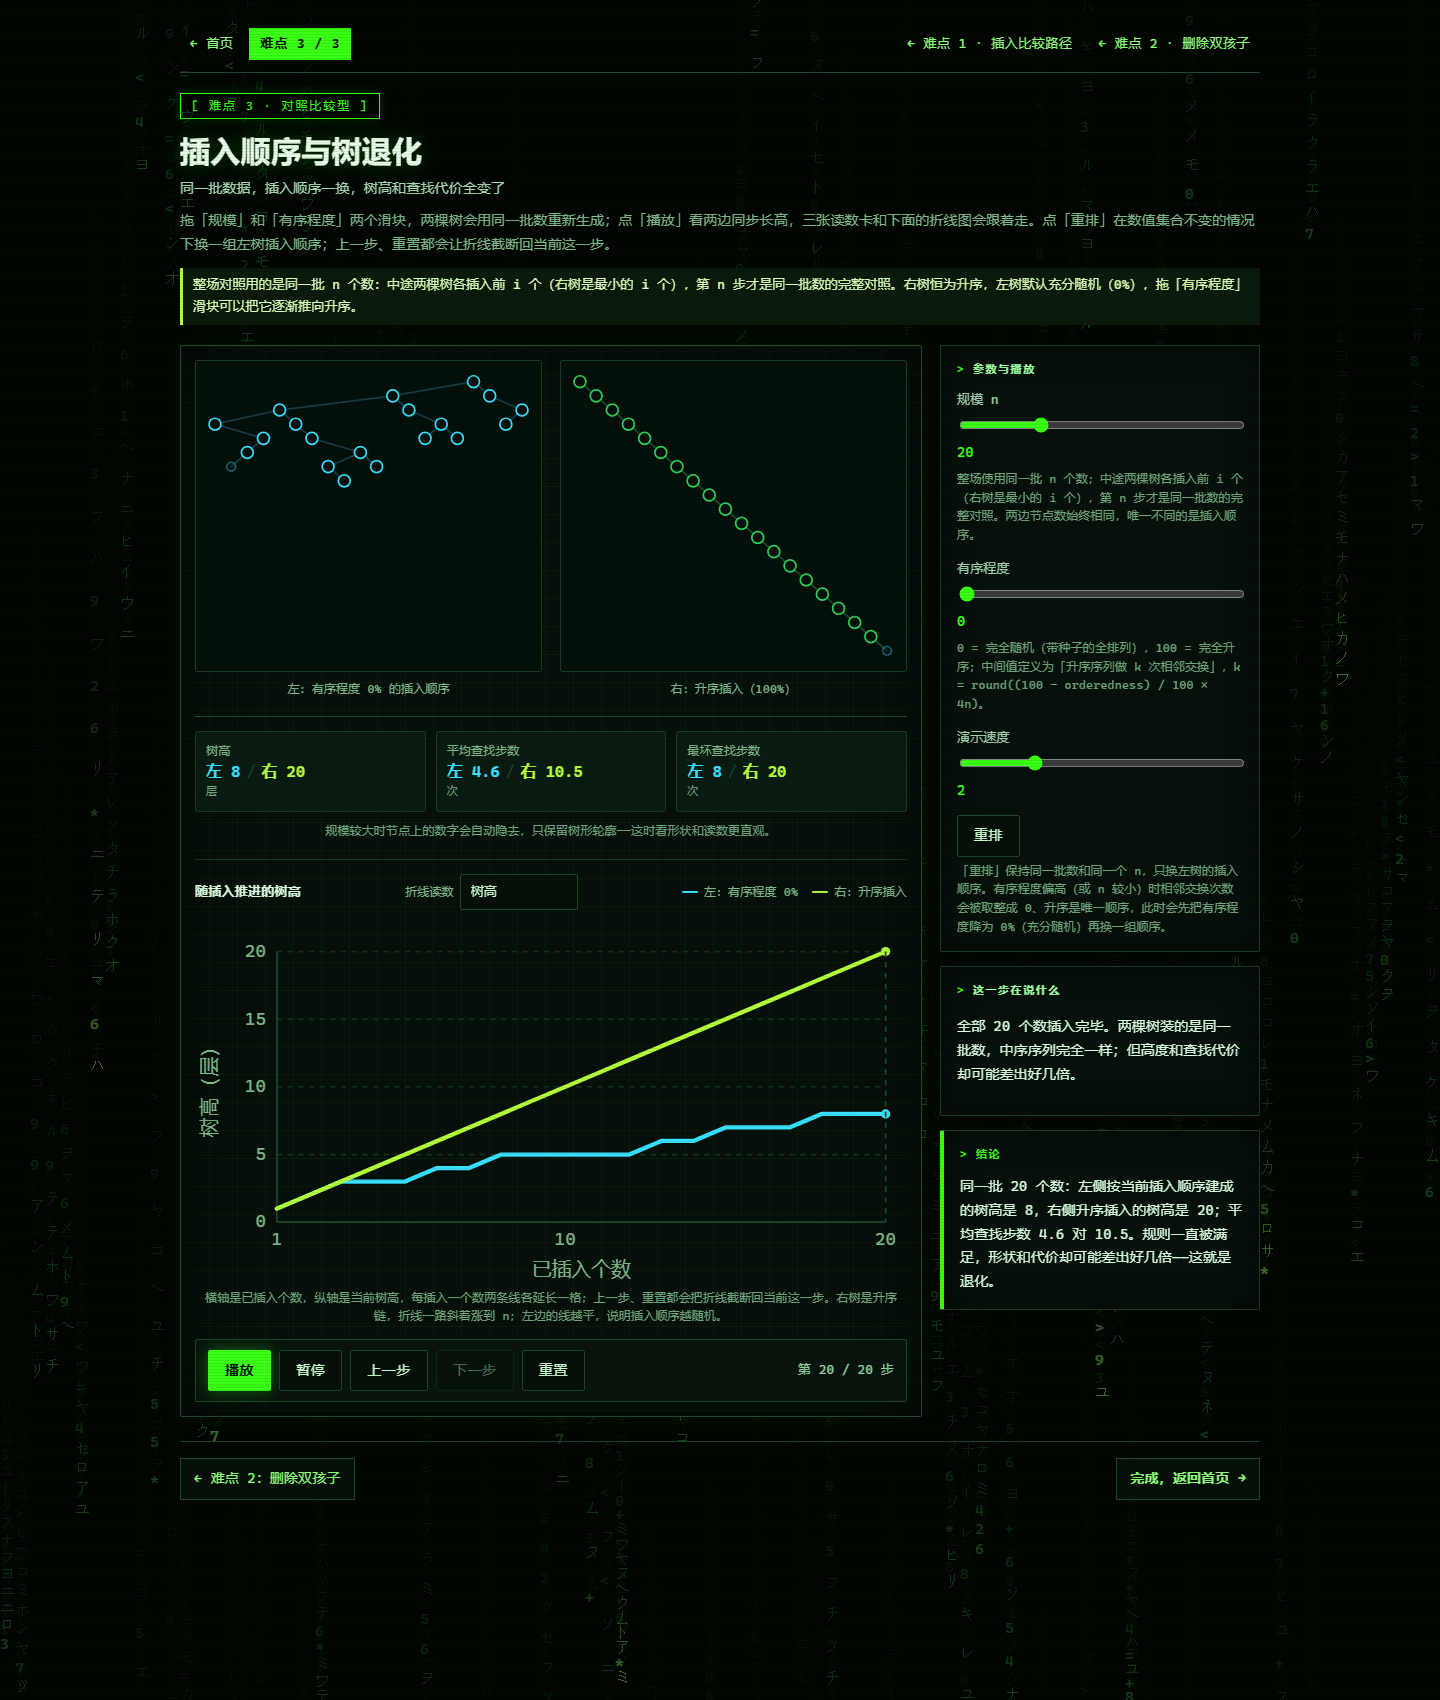 ← 首页
难点 3 / 3
← 难点 1 · 插入比较路径
← 难点 2 · 删除双孩子
[ 难点 3 · 对照比较型 ]
插入顺序与树退化
同一批数据，插入顺序一换，树高和查找代价全变了
拖「规模」和「有序程度」两个滑块，两棵树会用同一批数重新生成；点「播放」看两边同步长高，三张读数卡和下面的折线图会跟着走。点「重排」在数值集合不变的情况
下换一组左树插入顺序；上一步、重置都会让折线截断回当前这一步。
整场对照用的是同一批 n 个数：中途两棵树各插入前 i 个（右树是最小的 i 个），第 n 步才是同一批数的完整对照。右树恒为升序，左树默认充分随机（0%），拖「有序程度」
滑块可以把它逐渐推向升序。
左：有序程度 0% 的插入顺序
右：升序插入（100%）
树高
左 8 / 右 20
层
平均查找步数
左 4.6 / 右 10.5
次
最坏查找步数
左 8 / 右 20
次
规模较大时节点上的数字会自动隐去，只保留树形轮廓——这时看形状和读数更直观。
随插入推进的树高
折线读数
树高
左：有序程度 0%
右：升序插入
20
15
10
5
0
1
10
20
树高（层）
已插入个数
横轴是已插入个数，纵轴是当前树高，每插入一个数两条线各延长一格；上一步、重置都会把折线截断回当前这一步。右树是升序
链，折线一路斜着涨到 n；左边的线越平，说明插入顺序越随机。
播放
暂停
上一步
下一步
重置
第 20 / 20 步
> 参数与播放
规模 n
20
整场使用同一批 n 个数；中途两棵树各插入前 i 个
（右树是最小的 i 个），第 n 步才是同一批数的完
整对照。两边节点数始终相同，唯一不同的是插入顺
序。
有序程度
0
0 = 完全随机（带种子的全排列），100 = 完全升
序；中间值定义为「升序序列做 k 次相邻交换」，k
= round((100 − orderedness) / 100 ×
4n)。
演示速度
2
重排
「重排」保持同一批数和同一个 n，只换左树的插入
顺序。有序程度偏高（或 n 较小）时相邻交换次数
会被取整成 0、升序是唯一顺序，此时会先把有序程
度降为 0%（充分随机）再换一组顺序。
> 这一步在说什么
全部 20 个数插入完毕。两棵树装的是同一
批数，中序序列完全一样；但高度和查找代价
却可能差出好几倍。
> 结论
同一批 20 个数：左侧按当前插入顺序建成
的树高是 8，右侧升序插入的树高是 20；平
均查找步数 4.6 对 10.5。规则一直被满
足，形状和代价却可能差出好几倍——这就是
退化。
← 难点 2：删除双孩子
完成，返回首页 →